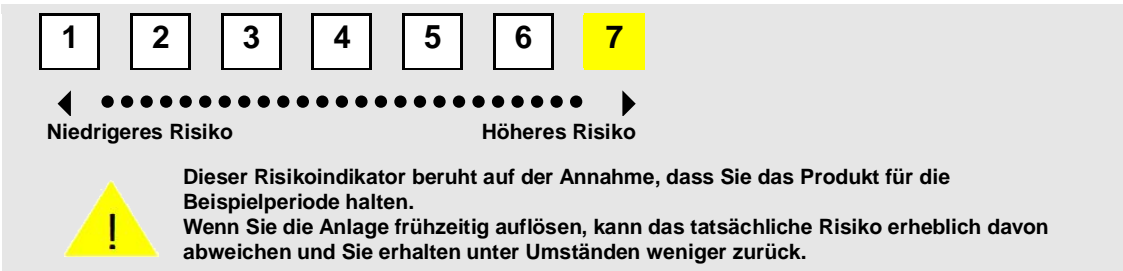 1 2 3 4 5 6 7
Niedrigeres Risiko Höheres Risiko
Dieser Risikoindikator beruht auf der Annahme, dass Sie das Produkt für die
Beispielperiode halten.
Wenn Sie die Anlage frühzeitig auflösen, kann das tatsächliche Risiko erheblich davon
abweichen und Sie erhalten unter Umständen weniger zurück.
!